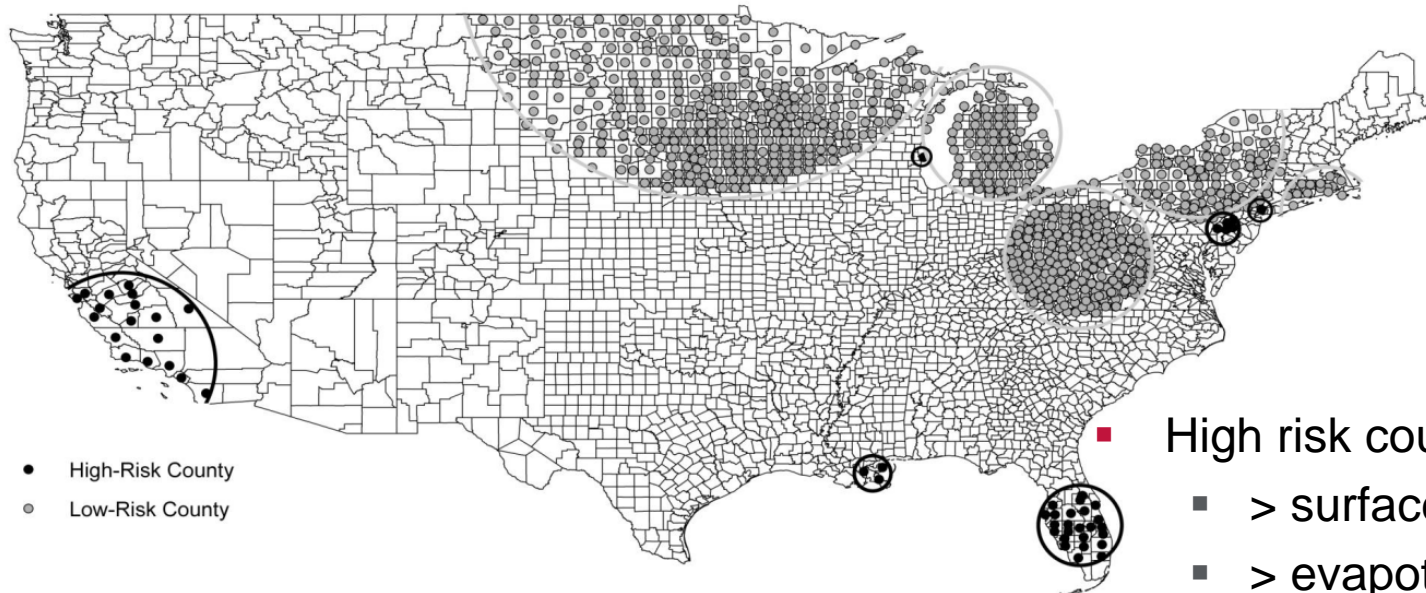 High-Risk County
Low-Risk County
High risk cou
> surface
> evapot